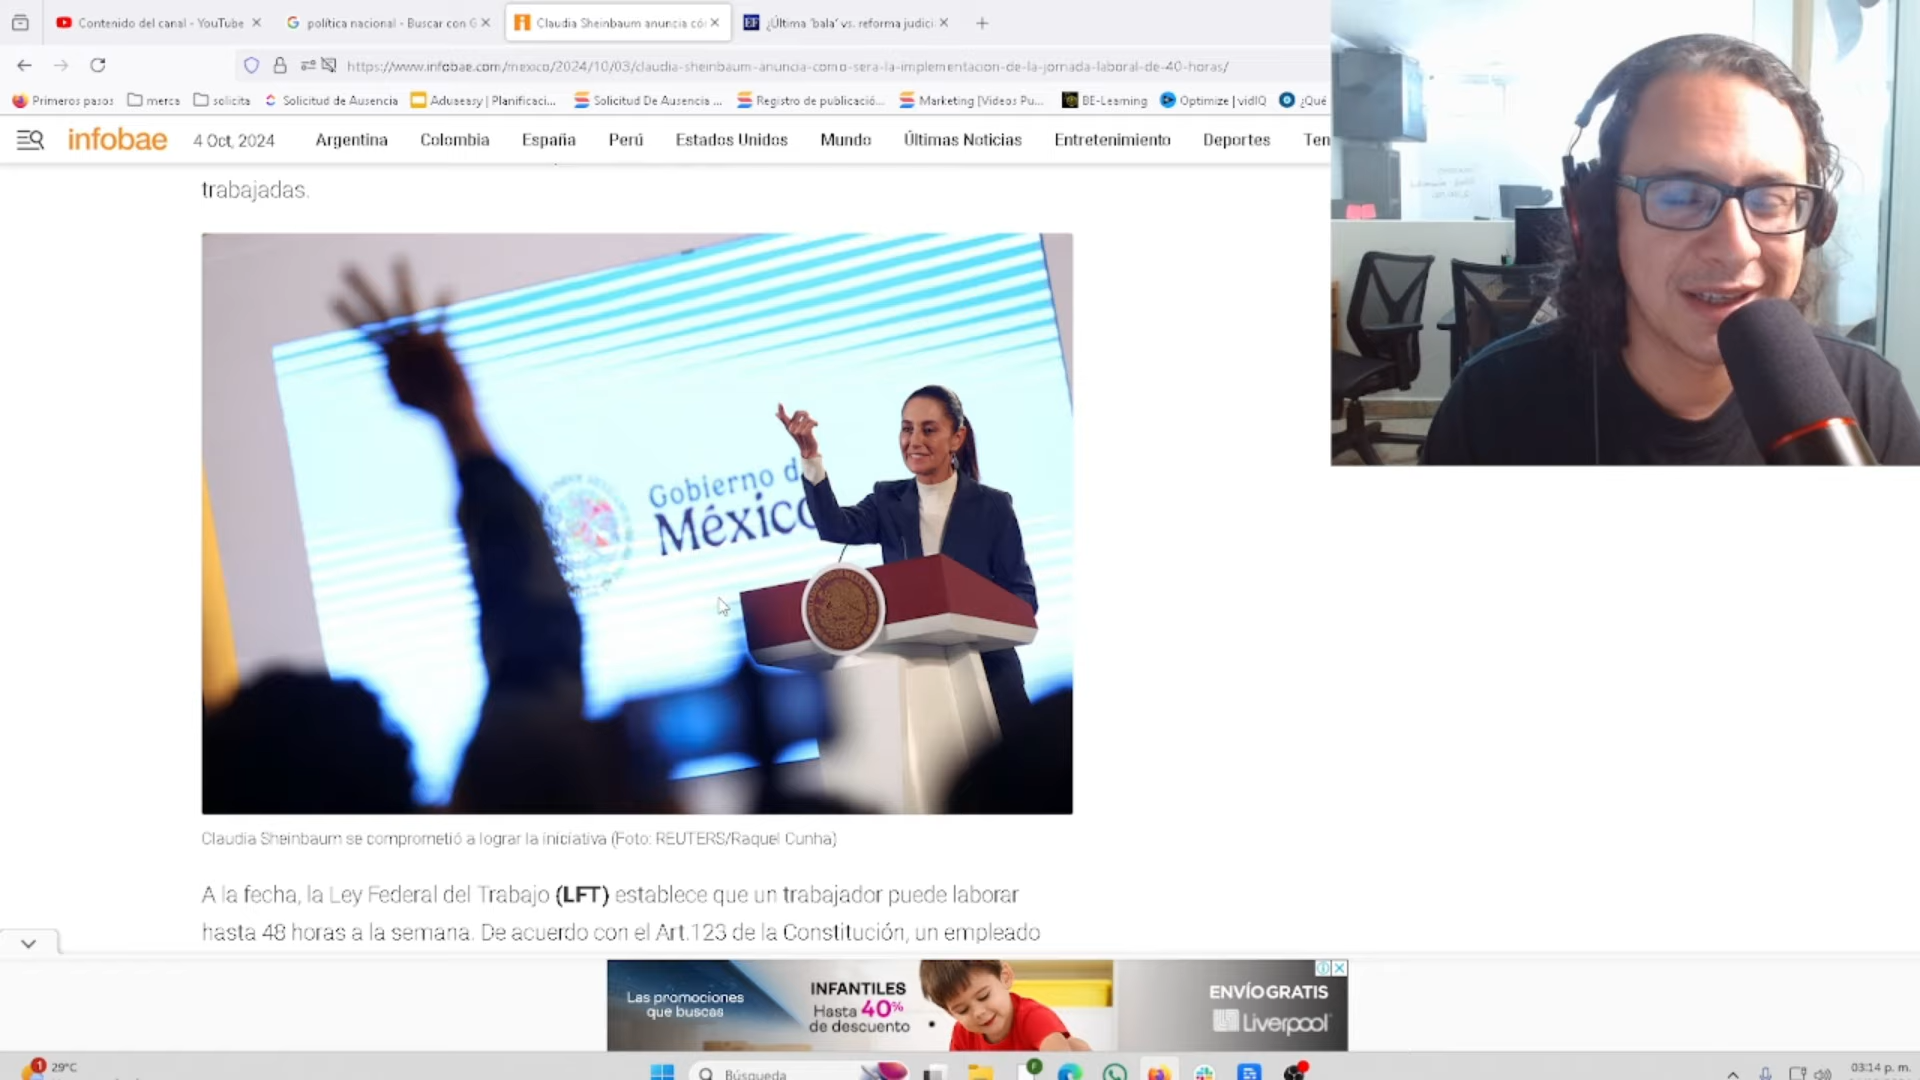 Contenido del canal - YouTube
política nacional - Buscar con G
Claudia Sheinbaum anuncia có
¿Última 'bala' vs. reforma judici
https://www.infobae.com/mexico/2024/10/03/claudia-sheinbaum-anuncia-como-sera-la-implementacion-de-la-jornada-laboral-de-40-horas/
Primeros pasos merca solicita Solicitud de Ausencia Aduaeasy | Planificaci... Solicitud De Ausencia ... Registro de publicació... Marketing [Videos Pu... BE-Learning Optimize | vidIQ ¿Qué
infobae 4 Oct, 2024 Argentina Colombia España Perú Estados Unidos Mundo Últimas Noticias Entretenimiento Deportes Ten
trabajadas.
Gobierno d
México
Claudia Sheinbaum se comprometió a lograr la iniciativa (Foto: REUTERS/Raquel Cunha)
A la fecha, la Ley Federal del Trabajo (LFT) establece que un trabajador puede laborar
hasta 48 horas a la semana. De acuerdo con el Art.123 de la Constitución, un empleado
Las promociones
que buscas
INFANTILES
Hasta 40%
de descuento
ENVÍO GRATIS
Liverpool
1 29°C
Búsqueda
03:14 p. m.